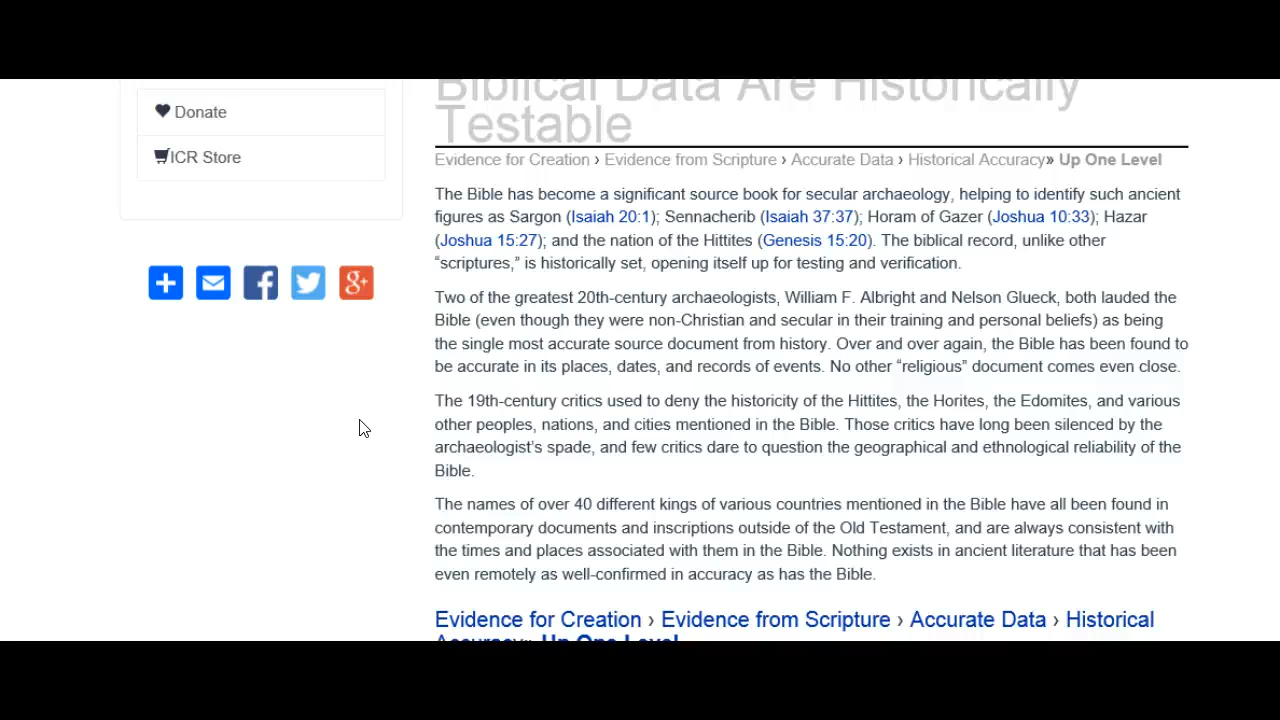 Donate
ICR Store
Biblical Data Are Historically
Testable
Evidence for Creation › Evidence from Scripture › Accurate Data › Historical Accuracy» Up One Level
The Bible has become a significant source book for secular archaeology, helping to identify such ancient
figures as Sargon (Isaiah 20:1); Sennacherib (Isaiah 37:37); Horam of Gazer (Joshua 10:33); Hazar
(Joshua 15:27); and the nation of the Hittites (Genesis 15:20). The biblical record, unlike other
“scriptures,” is historically set, opening itself up for testing and verification.
Two of the greatest 20th-century archaeologists, William F. Albright and Nelson Glueck, both lauded the
Bible (even though they were non-Christian and secular in their training and personal beliefs) as being
the single most accurate source document from history. Over and over again, the Bible has been found to
be accurate in its places, dates, and records of events. No other “religious” document comes even close.
The 19th-century critics used to deny the historicity of the Hittites, the Horites, the Edomites, and various
other peoples, nations, and cities mentioned in the Bible. Those critics have long been silenced by the
archaeologist’s spade, and few critics dare to question the geographical and ethnological reliability of the
Bible.
The names of over 40 different kings of various countries mentioned in the Bible have all been found in
contemporary documents and inscriptions outside of the Old Testament, and are always consistent with
the times and places associated with them in the Bible. Nothing exists in ancient literature that has been
even remotely as well-confirmed in accuracy as has the Bible.
Evidence for Creation › Evidence from Scripture › Accurate Data › Historical
Accuracy» Up One Level